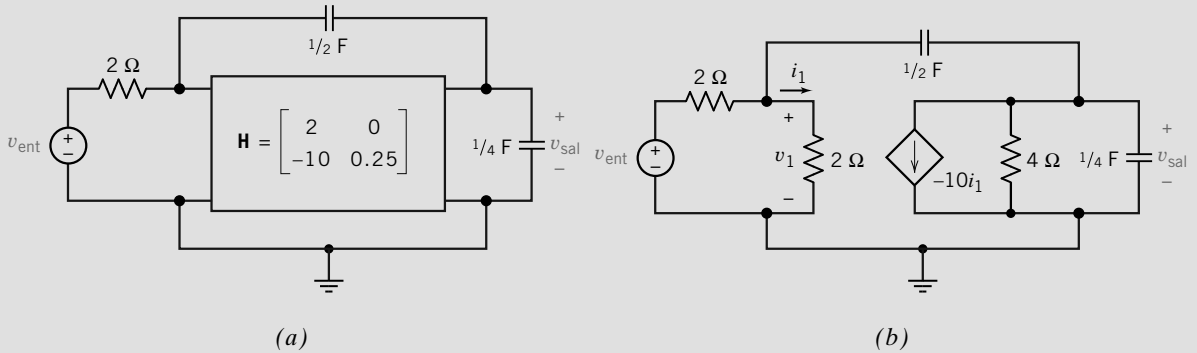 1/2 F
2 Ω
v_ent
+
−
H = [ 2 0
−10 0.25 ]
1/4 F
+
v_sal
−
(a)
1/2 F
2 Ω
i_1
v_ent
+
−
+
v_1
−
2 Ω
−10i_1
4 Ω
1/4 F
+
v_sal
−
(b)